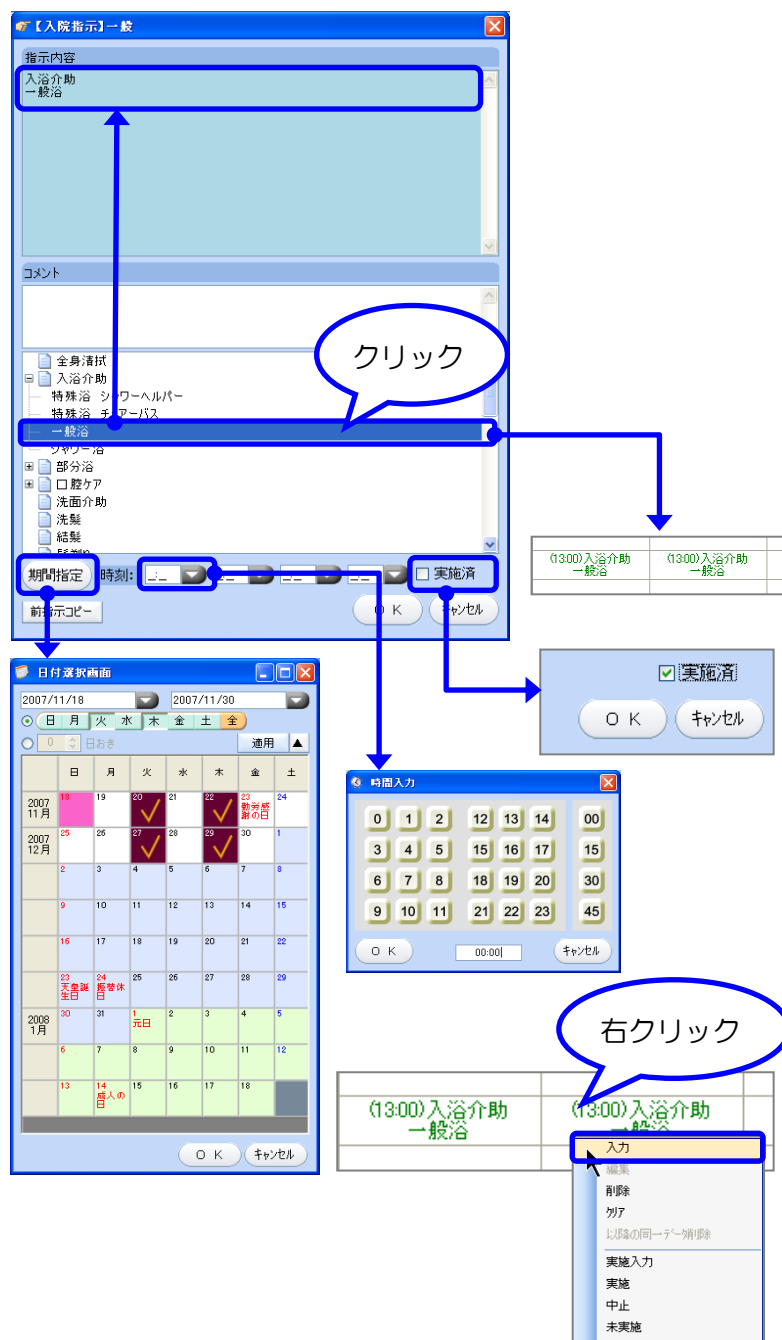 【入院指示】一般
指示内容
入浴介助
一般浴
コメント
クリック
全身清拭
入浴介助
特殊浴 シャワーヘルパー
特殊浴 チェアーバス
一般浴
シャワー浴
部分浴
口腔ケア
洗面介助
洗髪
結髪
期間指定 時刻: _:_ _:_ _:_ _:_ 実施済
前指示コピー OK キャンセル
(13:00)入浴介助 (13:00)入浴介助
一般浴 一般浴
実施済
OK キャンセル
日付選択画面
2007/11/18 2007/11/30
日 月 火 水 木 金 土 全
0 日おき 適用 ▲
日 月 火 水 木 金 土
2007 11月 18 19 20 21 22 23 勤労感謝の日 24
2007 12月 25 26 27 28 29 30 1
2 3 4 5 6 7 8
9 10 11 12 13 14 15
16 17 18 19 20 21 22
23 天皇誕生日 24 振替休日 25 26 27 28 29
2008 1月 30 31 1 元日 2 3 4 5
6 7 8 9 10 11 12
13 14 成人の日 15 16 17 18
OK キャンセル
時間入力
0 1 2 12 13 14 00
3 4 5 15 16 17 15
6 7 8 18 19 20 30
9 10 11 21 22 23 45
OK 00:00 キャンセル
右クリック
(13:00)入浴介助 (13:00)入浴介助
一般浴 一般浴
入力
編集
削除
クリア
以降の同一データ削除
実施入力
実施
中止
未実施